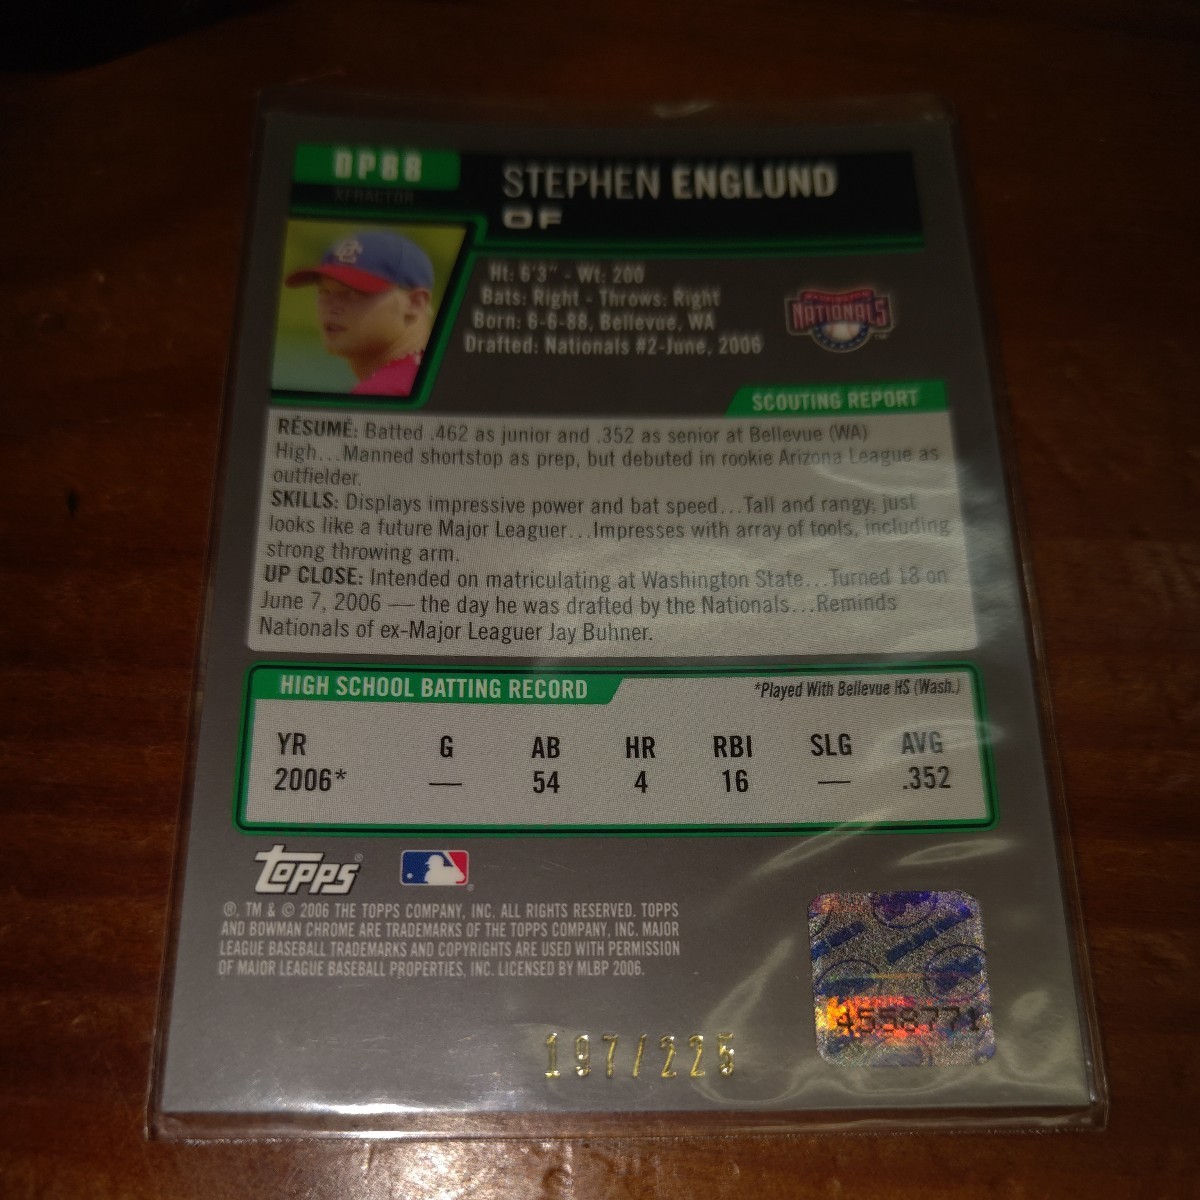 DP88
XFRACTOR
STEPHEN ENGLUND
OF
Ht: 6'3" - Wt: 200
Bats: Right - Throws: Right
Born: 6-6-88, Bellevue, WA
Drafted: Nationals #2-June, 2006
WASHINGTON
NATIONALS
SCOUTING REPORT
RÉSUMÉ: Batted .462 as junior and .352 as senior at Bellevue (WA)
High...Manned shortstop as prep, but debuted in rookie Arizona League as
outfielder.
SKILLS: Displays impressive power and bat speed...Tall and rangy; just
looks like a future Major Leaguer...Impresses with array of tools, including
strong throwing arm.
UP CLOSE: Intended on matriculating at Washington State...Turned 18 on
June 7, 2006 — the day he was drafted by the Nationals...Reminds
Nationals of ex-Major Leaguer Jay Buhner.
HIGH SCHOOL BATTING RECORD *Played With Bellevue HS (Wash.)
YR G AB HR RBI SLG AVG
2006* — 54 4 16 — .352
topps®
®, TM & © 2006 THE TOPPS COMPANY, INC. ALL RIGHTS RESERVED. TOPPS
AND BOWMAN CHROME ARE TRADEMARKS OF THE TOPPS COMPANY, INC. MAJOR
LEAGUE BASEBALL TRADEMARKS AND COPYRIGHTS ARE USED WITH PERMISSION
OF MAJOR LEAGUE BASEBALL PROPERTIES, INC. LICENSED BY MLBP 2006.
4558771
197/225